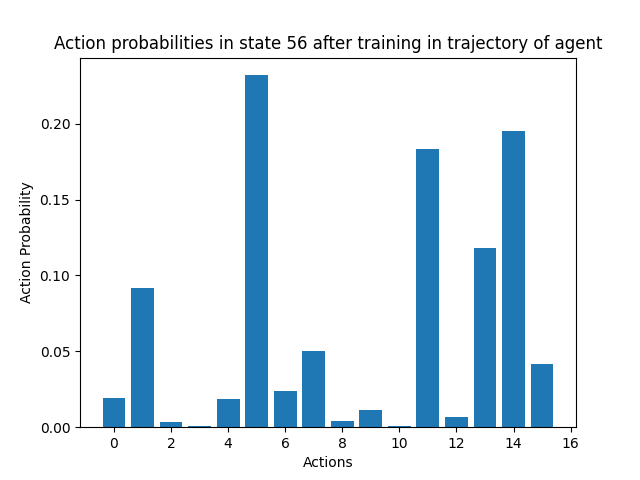 Action probabilities in state 56 after training in trajectory of agent
Action Probability
0.20
0.15
0.10
0.05
0.00
0 2 4 6 8 10 12 14 16
Actions